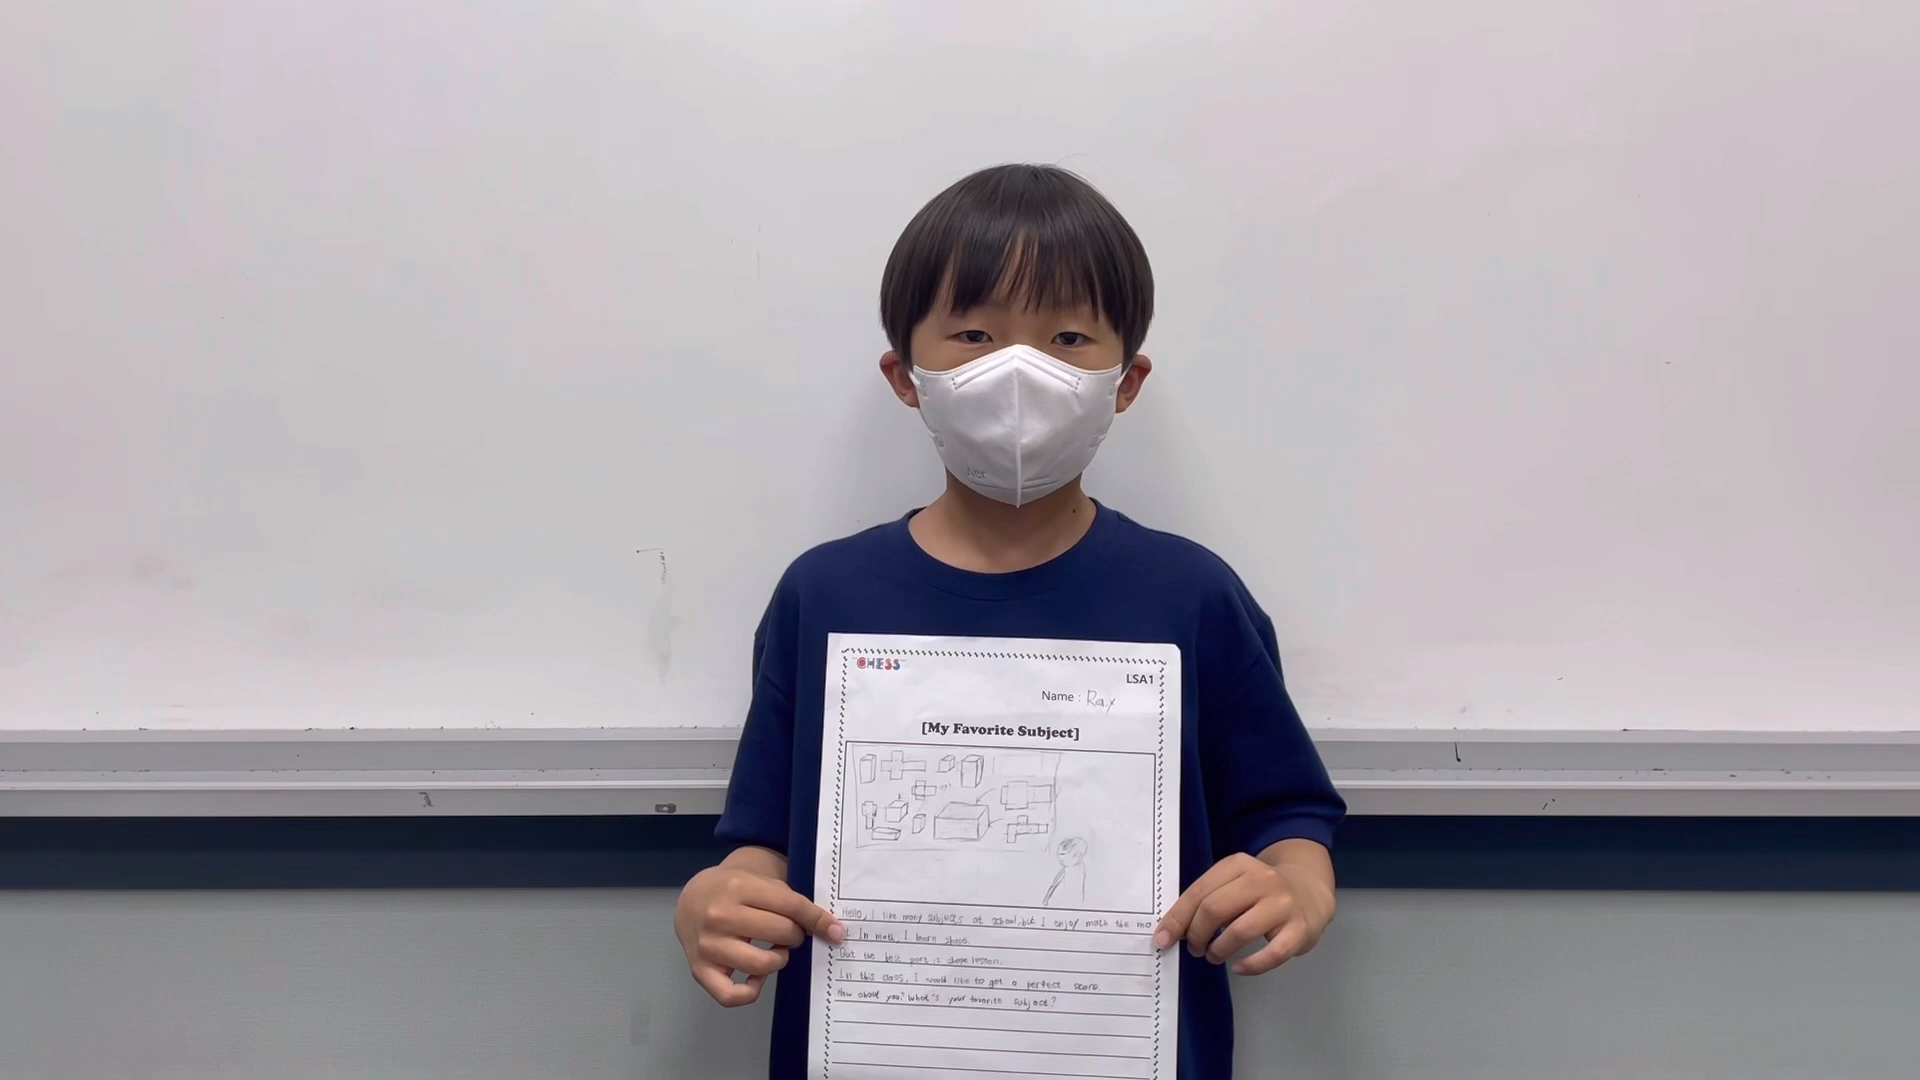 CHESS
LSA1
Name : Ray
[My Favorite Subject]
Hello, I like many subjects at school, but I enjoy math the mo
t In math, I learn shape.
But the best part is shape lesson.
In this class, I would like to get a perfect score.
How about you? What's your favorite subject?